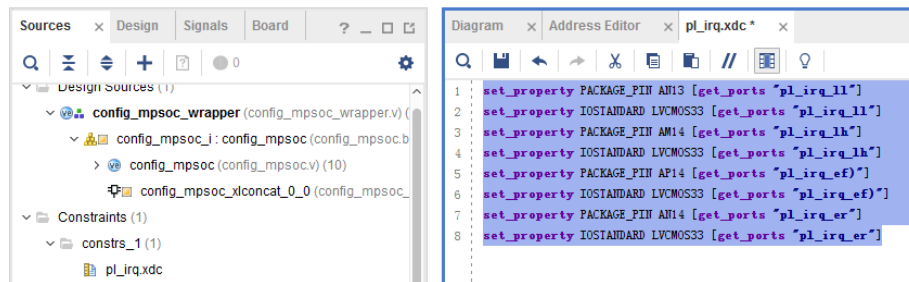 Sources × Design Signals Board ? _
0
Design Sources (1)
config_mpsoc_wrapper (config_mpsoc_wrapper.v) (
config_mpsoc_i : config_mpsoc (config_mpsoc.b
config_mpsoc (config_mpsoc.v) (10)
config_mpsoc_xlconcat_0_0 (config_mpsoc_
Constraints (1)
constrs_1 (1)
pl_irq.xdc
Diagram × Address Editor × pl_irq.xdc * ×
//
1 set_property PACKAGE_PIN AN13 [get_ports "pl_irq_ll"]
2 set_property IOSTANDARD LVCMOS33 [get_ports "pl_irq_ll"]
3 set_property PACKAGE_PIN AM14 [get_ports "pl_irq_lh"]
4 set_property IOSTANDARD LVCMOS33 [get_ports "pl_irq_lh"]
5 set_property PACKAGE_PIN AP14 [get_ports "pl_irq_ef)"]
6 set_property IOSTANDARD LVCMOS33 [get_ports "pl_irq_ef)"]
7 set_property PACKAGE_PIN AN14 [get_ports "pl_irq_er"]
8 set_property IOSTANDARD LVCMOS33 [get_ports "pl_irq_er"]